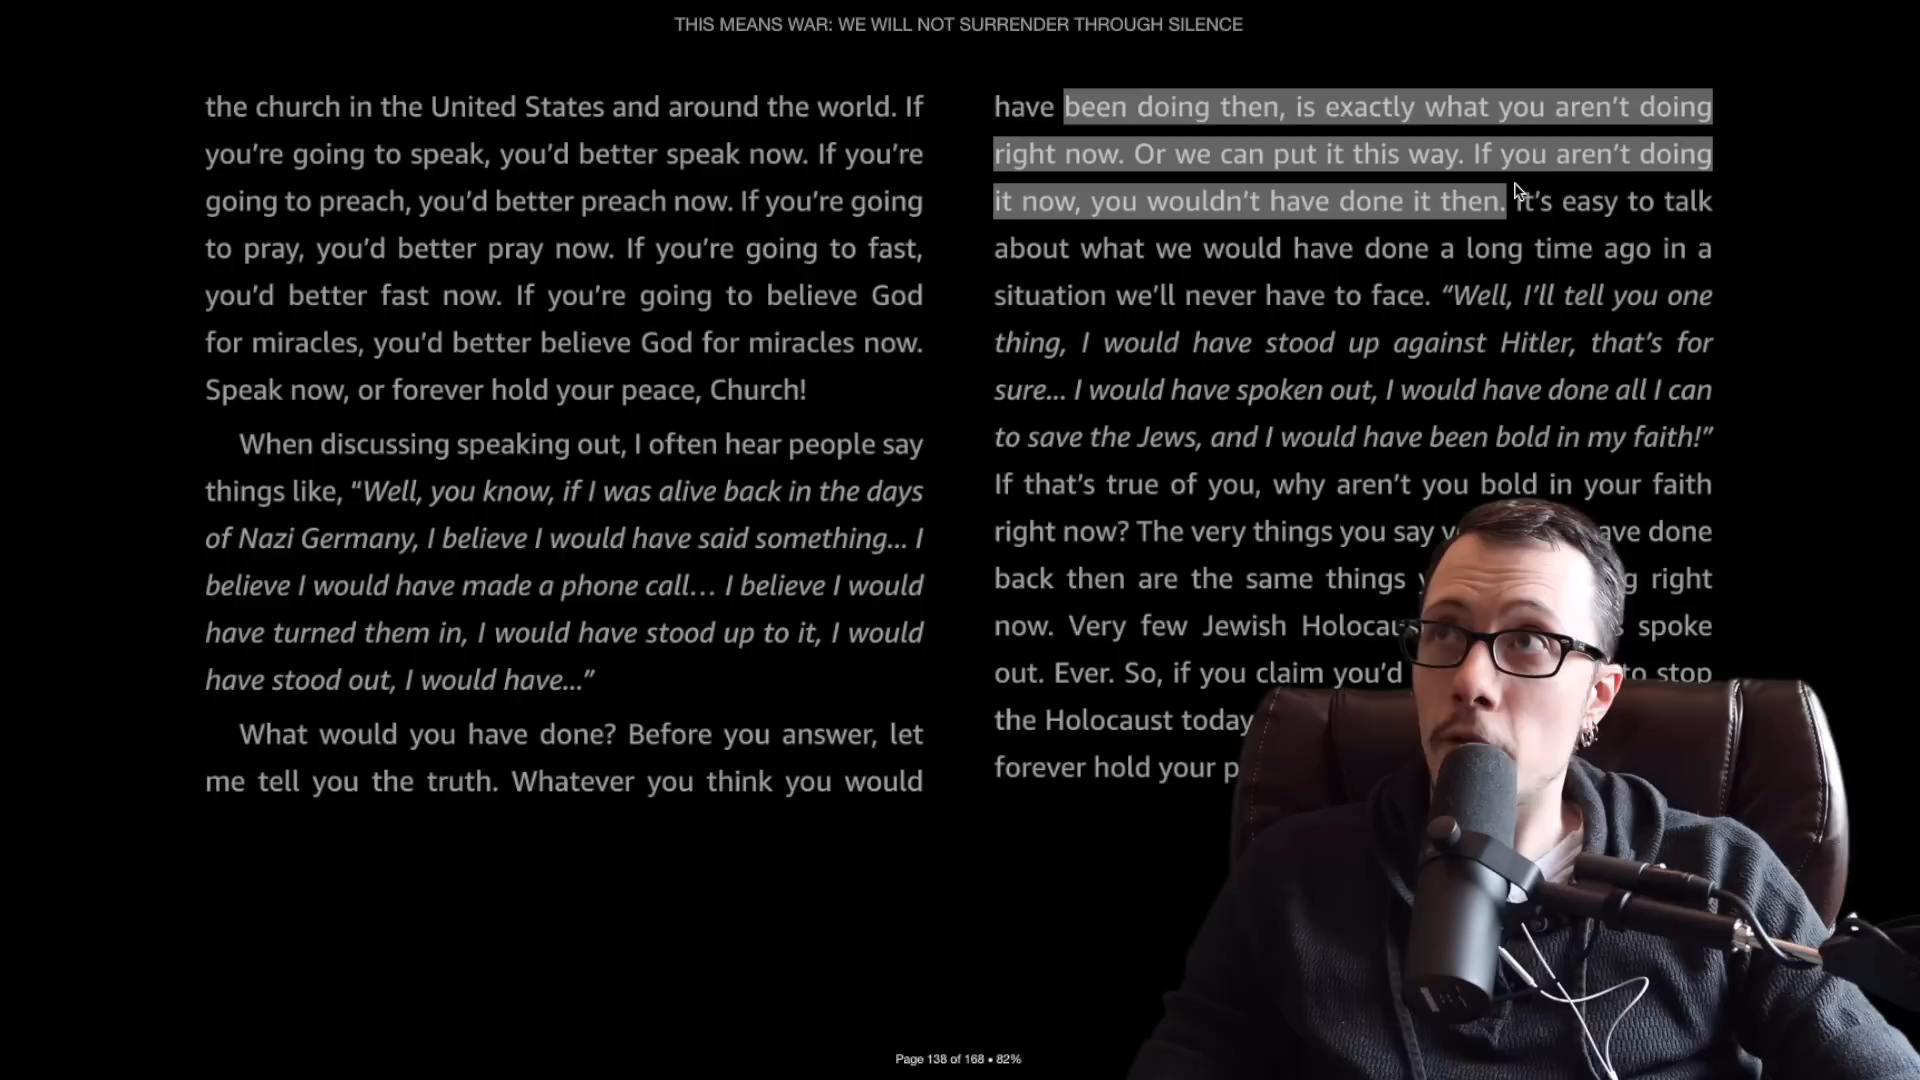 THIS MEANS WAR: WE WILL NOT SURRENDER THROUGH SILENCE
the church in the United States and around the world. If
you’re going to speak, you’d better speak now. If you’re
going to preach, you’d better preach now. If you’re going
to pray, you’d better pray now. If you’re going to fast,
you’d better fast now. If you’re going to believe God
for miracles, you’d better believe God for miracles now.
Speak now, or forever hold your peace, Church!
When discussing speaking out, I often hear people say
things like, “Well, you know, if I was alive back in the days
of Nazi Germany, I believe I would have said something... I
believe I would have made a phone call… I believe I would
have turned them in, I would have stood up to it, I would
have stood out, I would have...”
What would you have done? Before you answer, let
me tell you the truth. Whatever you think you would
have been doing then, is exactly what you aren’t doing
right now. Or we can put it this way. If you aren’t doing
it now, you wouldn’t have done it then. It’s easy to talk
about what we would have done a long time ago in a
situation we’ll never have to face. “Well, I’ll tell you one
thing, I would have stood up against Hitler, that’s for
sure... I would have spoken out, I would have done all I can
to save the Jews, and I would have been bold in my faith!”
If that’s true of you, why aren’t you bold in your faith
right now? The very things you say have done
back then are the same things right
now. Very few Jewish spoke
out. Ever. So, if you claim you’d to stop
the Holocaust today
forever hold your
Page 138 of 168 • 82%